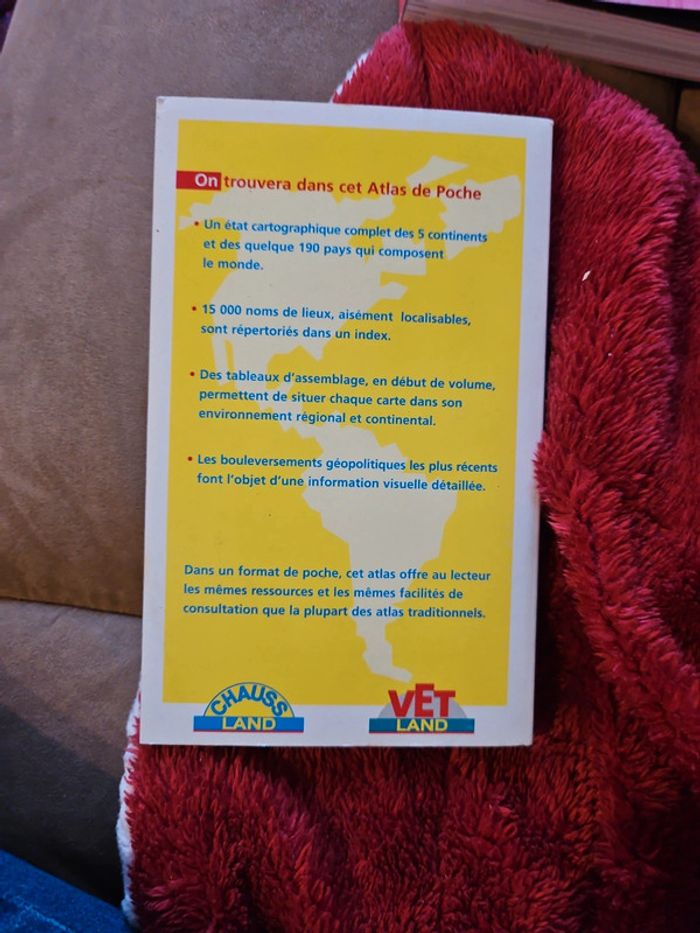 On trouvera dans cet Atlas de Poche
• Un état cartographique complet des 5 continents
et des quelque 190 pays qui composent
le monde.
• 15 000 noms de lieux, aisément localisables,
sont répertoriés dans un index.
• Des tableaux d'assemblage, en début de volume,
permettent de situer chaque carte dans son
environnement régional et continental.
• Les bouleversements géopolitiques les plus récents
font l'objet d'une information visuelle détaillée.
Dans un format de poche, cet atlas offre au lecteur
les mêmes ressources et les mêmes facilités de
consultation que la plupart des atlas traditionnels.
CHAUSS
LAND
VET
LAND